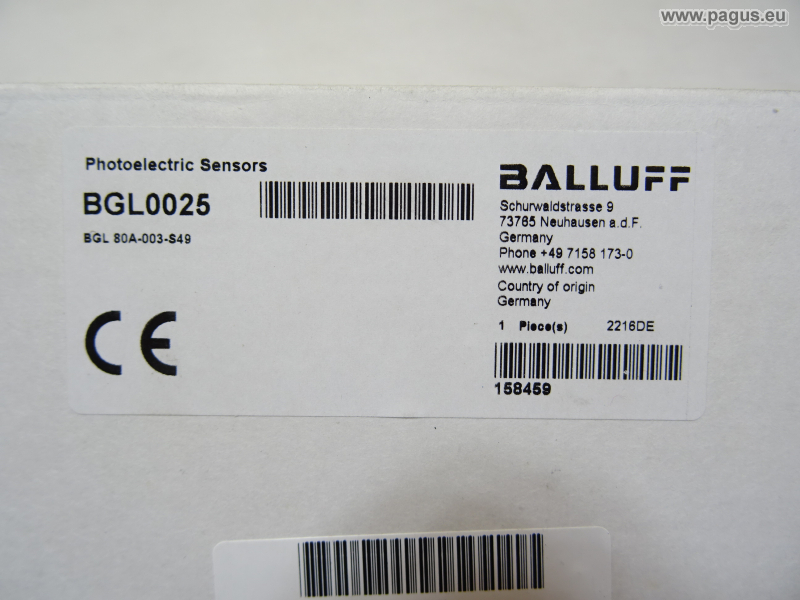 www.pagus.eu
Photoelectric Sensors
BGL0025
BGL 80A-003-S49
CE
BALLUFF
Schurwaldstrasse 9
73765 Neuhausen a.d.F.
Germany
Phone +49 7158 173-0
www.balluff.com
Country of origin
Germany
1 Piece(s) 2216DE
158459